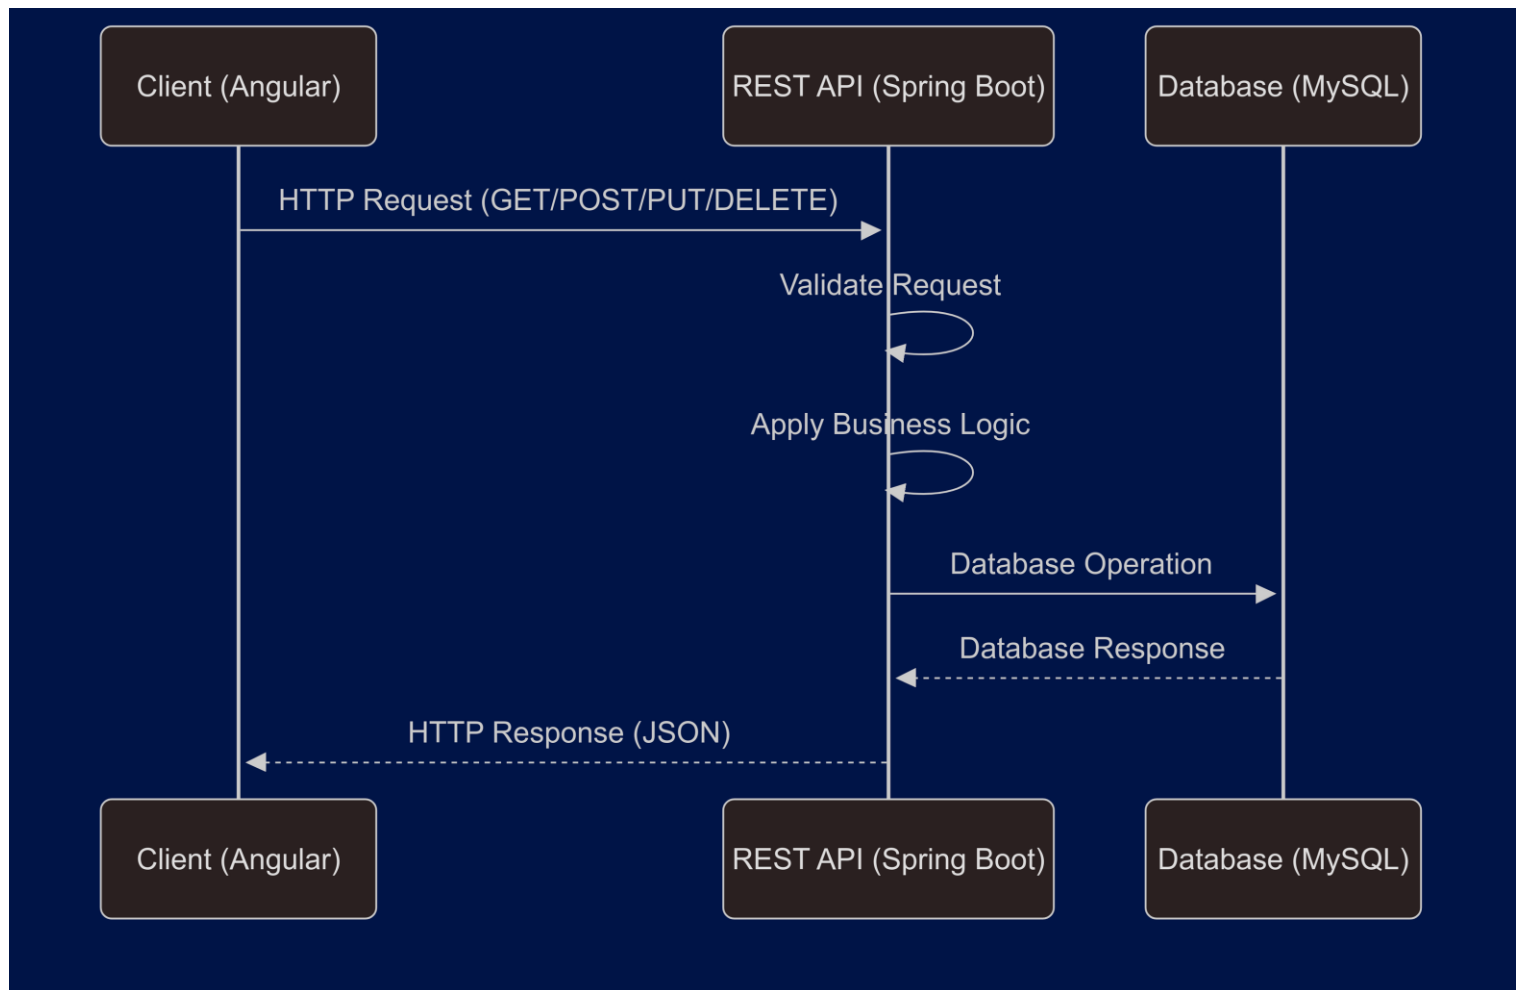 Client (Angular)
REST API (Spring Boot)
Database (MySQL)
HTTP Request (GET/POST/PUT/DELETE)
Validate Request
Apply Business Logic
Database Operation
Database Response
HTTP Response (JSON)
Client (Angular)
REST API (Spring Boot)
Database (MySQL)